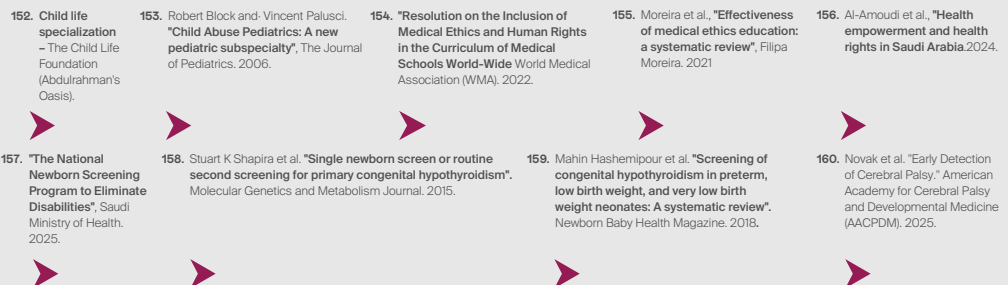 152. Child life
specialization
– The Child Life
Foundation
(Abdulrahman's
Oasis).
153. Robert Block and· Vincent Palusci.
"Child Abuse Pediatrics: A new
pediatric subspecialty", The Journal
of Pediatrics. 2006.
154. "Resolution on the Inclusion of
Medical Ethics and Human Rights
in the Curriculum of Medical
Schools World-Wide World Medical
Association (WMA). 2022.
155. Moreira et al., "Effectiveness
of medical ethics education:
a systematic review", Filipa
Moreira. 2021
156. Al-Amoudi et al., "Health
empowerment and health
rights in Saudi Arabia.2024.
157. "The National
Newborn Screening
Program to Eliminate
Disabilities", Saudi
Ministry of Health.
2025.
158. Stuart K Shapira et al. "Single newborn screen or routine
second screening for primary congenital hypothyroidism".
Molecular Genetics and Metabolism Journal. 2015.
159. Mahin Hashemipour et al. "Screening of
congenital hypothyroidism in preterm,
low birth weight, and very low birth
weight neonates: A systematic review".
Newborn Baby Health Magazine. 2018.
160. Novak et al. "Early Detection
of Cerebral Palsy." American
Academy for Cerebral Palsy
and Developmental Medicine
(AACPDM). 2025.